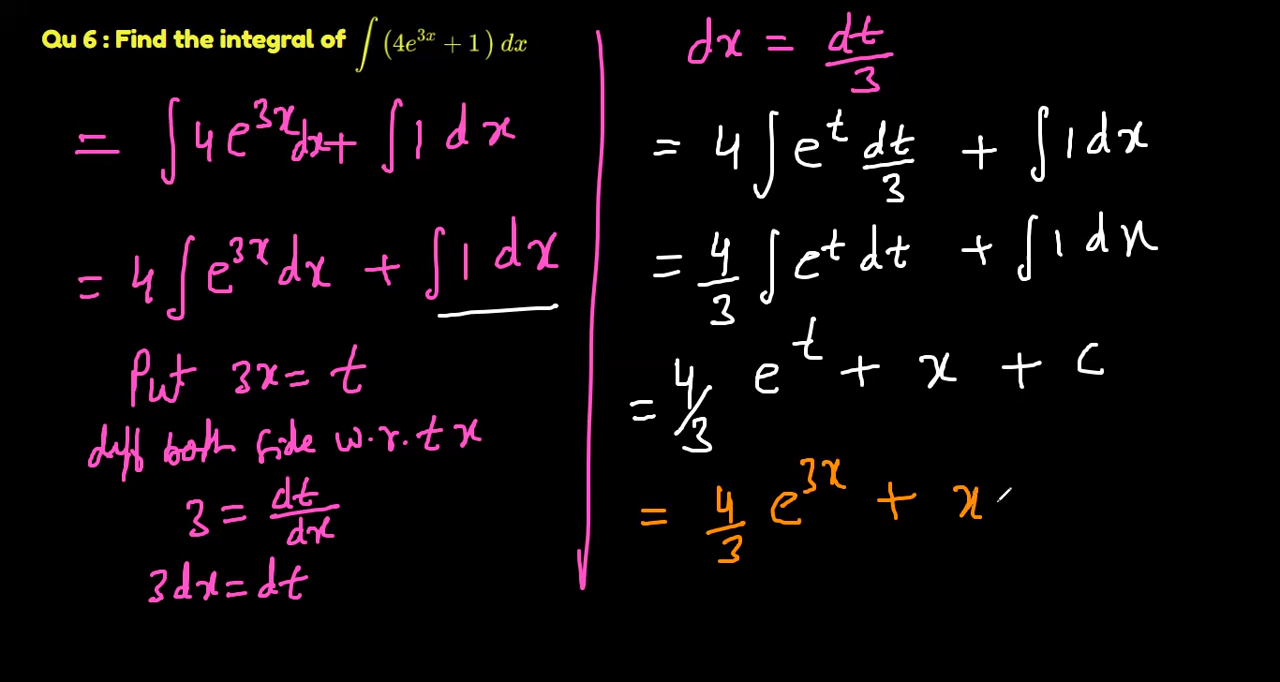 Qu 6 : Find the integral of ∫ (4e^{3x} + 1) dx
= ∫ 4 e^{3x} dx + ∫ 1 dx
= 4 ∫ e^{3x} dx + ∫ 1 dx
Put 3x = t
diff both side w.r.t x
3 = dt/dx
3dx = dt
dx = dt/3
= 4 ∫ e^t dt/3 + ∫ 1 dx
= 4/3 ∫ e^t dt + ∫ 1 dx
= 4/3 e^t + x + c
= 4/3 e^{3x} + x